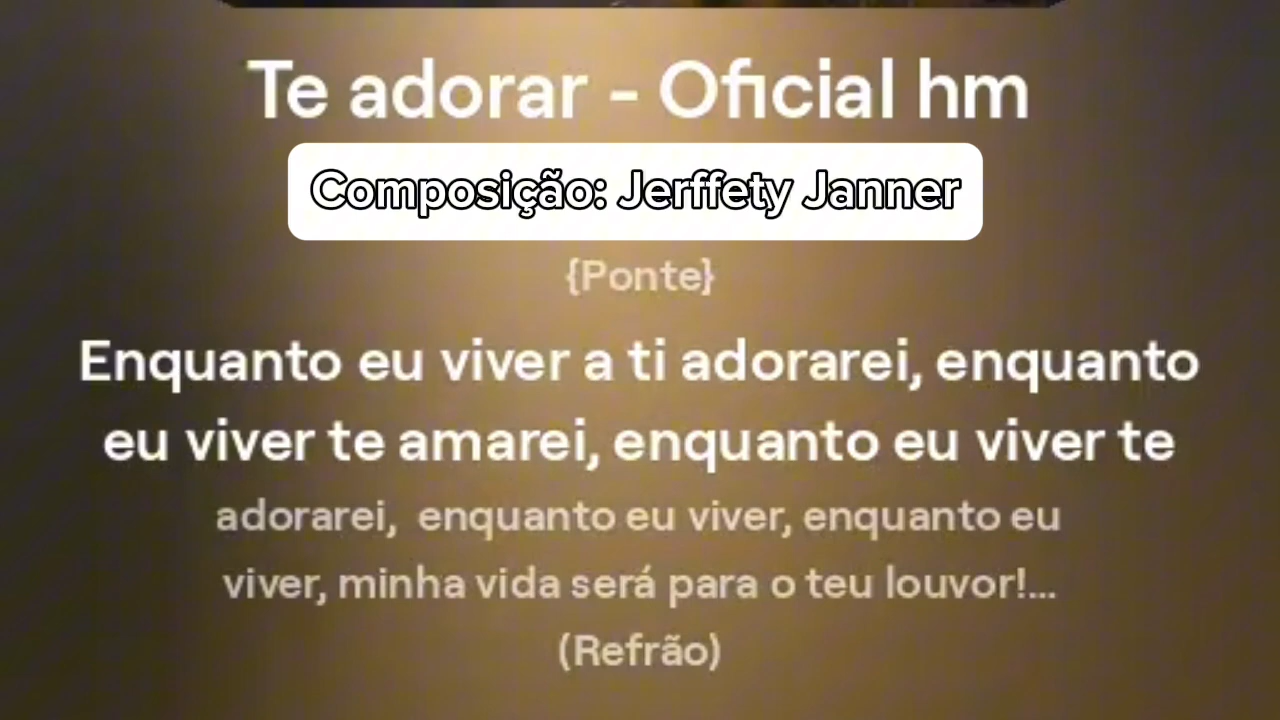 Te adorar - Oficial hm
Composição: Jerffety Janner
{Ponte}
Enquanto eu viver a ti adorarei, enquanto
eu viver te amarei, enquanto eu viver te
adorarei, enquanto eu viver, enquanto eu
viver, minha vida será para o teu louvor!...
(Refrão)